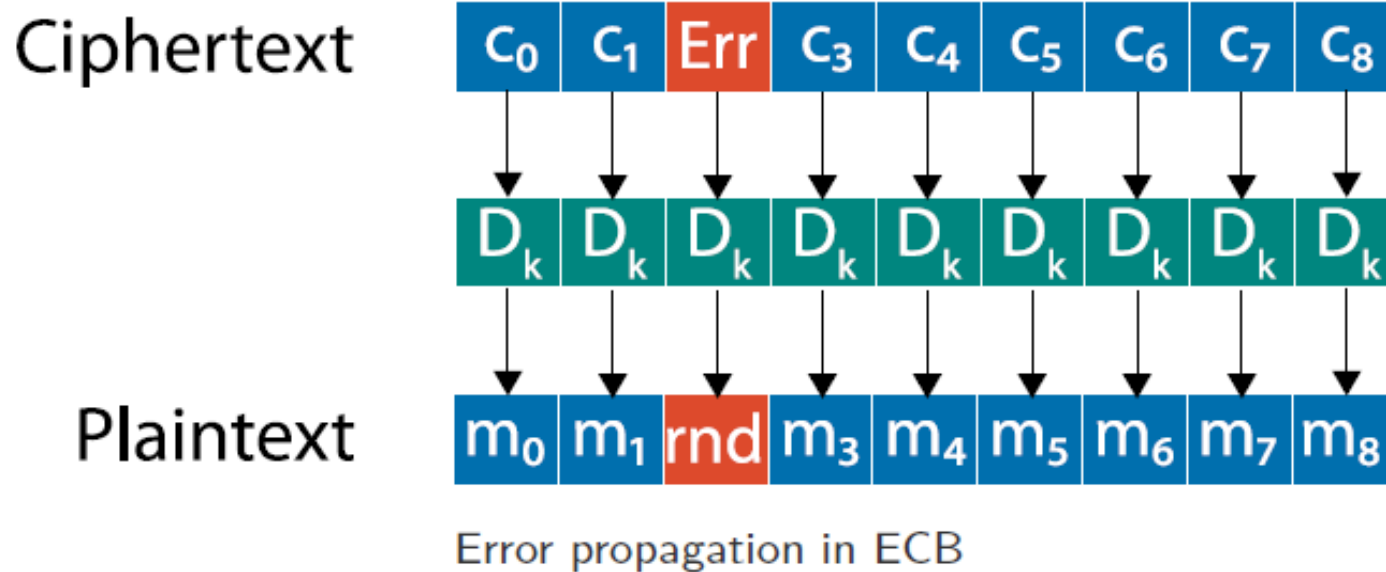 Ciphertext c₀ c₁ Err c₃ c₄ c₅ c₆ c₇ c₈
Dₖ Dₖ Dₖ Dₖ Dₖ Dₖ Dₖ Dₖ Dₖ
Plaintext m₀ m₁ rnd m₃ m₄ m₅ m₆ m₇ m₈
Error propagation in ECB